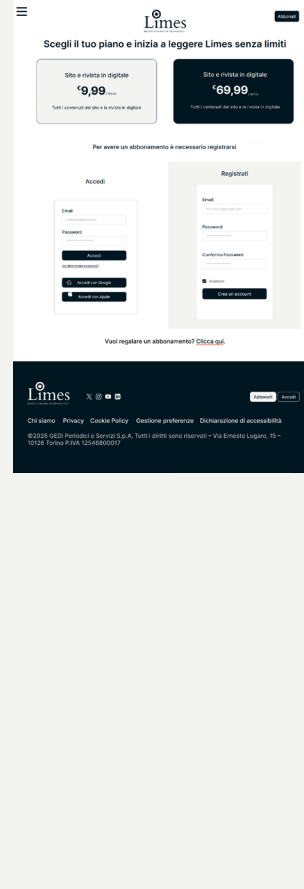 Limes
Abbonati
Scegli il tuo piano e inizia a leggere Limes senza limiti
Sito e rivista in digitale
€9,99
Tutti i contenuti del sito e la rivista in digitale
Sito e rivista in digitale
€69,99
Tutti i contenuti del sito e la rivista in digitale
Per avere un abbonamento è necessario registrarsi
Accedi
Email
Password
Accedi
Accedi con Google
Accedi con Apple
Registrati
Email
Password
Conferma Password
Crea un account
Vuoi regalare un abbonamento? Clicca qui.
Limes
Abbonati
Accedi
Chi siamo Privacy Cookie Policy Gestione preferenze Dichiarazione di accessibilità
©2026 GEDI Periodici e Servizi S.p.A. Tutti i diritti sono riservati – Via Ernesto Lugaro, 15 –
10126 Torino P.IVA 12546800017